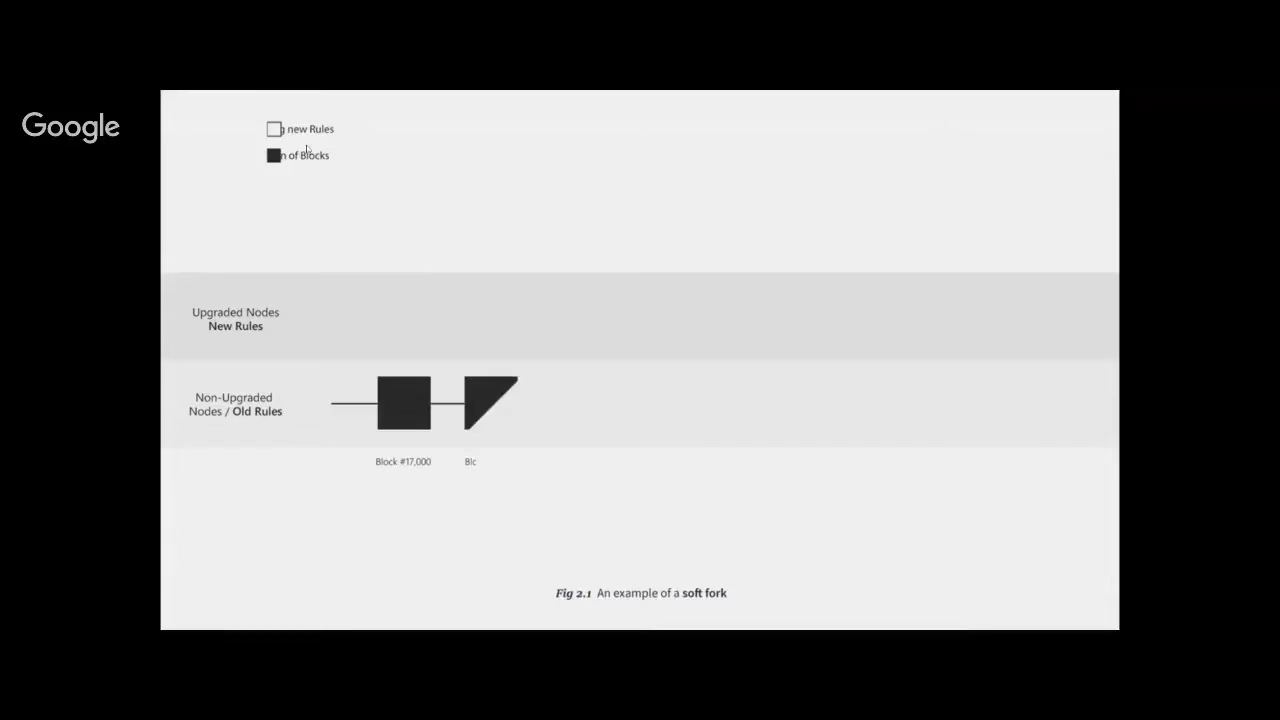 Google
g new Rules
n of Blocks
Upgraded Nodes
New Rules
Non-Upgraded
Nodes / Old Rules
Block #17,000
Blc
Fig 2.1 An example of a soft fork